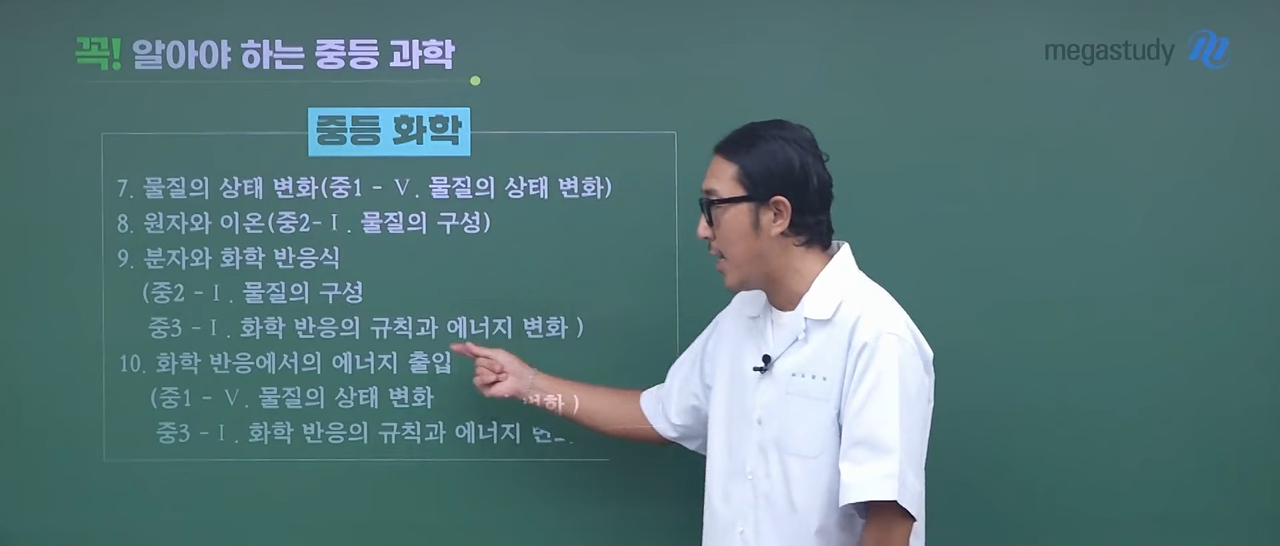 꼭! 알아야 하는 중등 과학
megastudy
중등 화학
7. 물질의 상태 변화(중1 - Ⅴ. 물질의 상태 변화)
8. 원자와 이온(중2- Ⅰ. 물질의 구성)
9. 분자와 화학 반응식
(중2 - Ⅰ. 물질의 구성
중3 - Ⅰ. 화학 반응의 규칙과 에너지 변화 )
10. 화학 반응에서의 에너지 출입
(중1 - Ⅴ. 물질의 상태 변화
변화 )
중3 - Ⅰ. 화학 반응의 규칙과 에너지